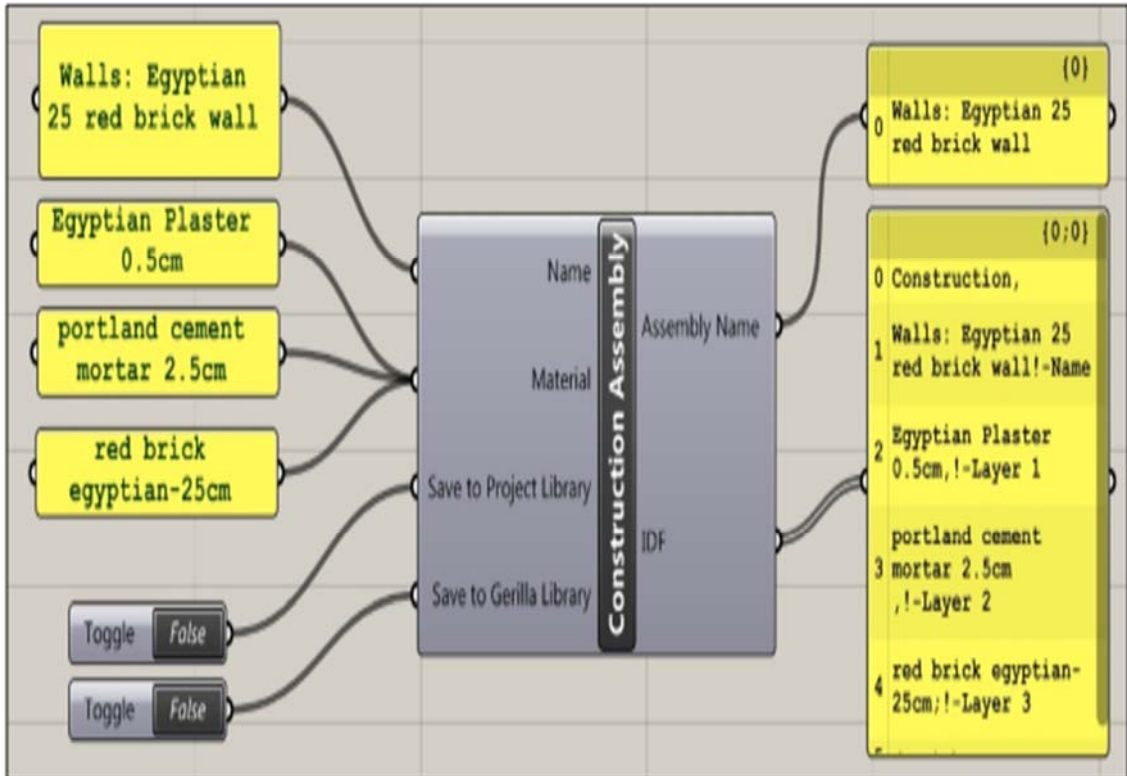 Walls: Egyptian
25 red brick wall
Egyptian Plaster
0.5cm
portland cement
mortar 2.5cm
red brick
egyptian-25cm
Toggle False
Toggle False
Name
Material
Save to Project Library
Save to Gerilla Library
Construction Assembly
Assembly Name
IDF
{0}
0 Walls: Egyptian 25
red brick wall
{0;0}
0 Construction,
1 Walls: Egyptian 25
red brick wall!-Name
2 Egyptian Plaster
0.5cm,!-Layer 1
3 portland cement
mortar 2.5cm
,!-Layer 2
4 red brick egyptian-
25cm;!-Layer 3